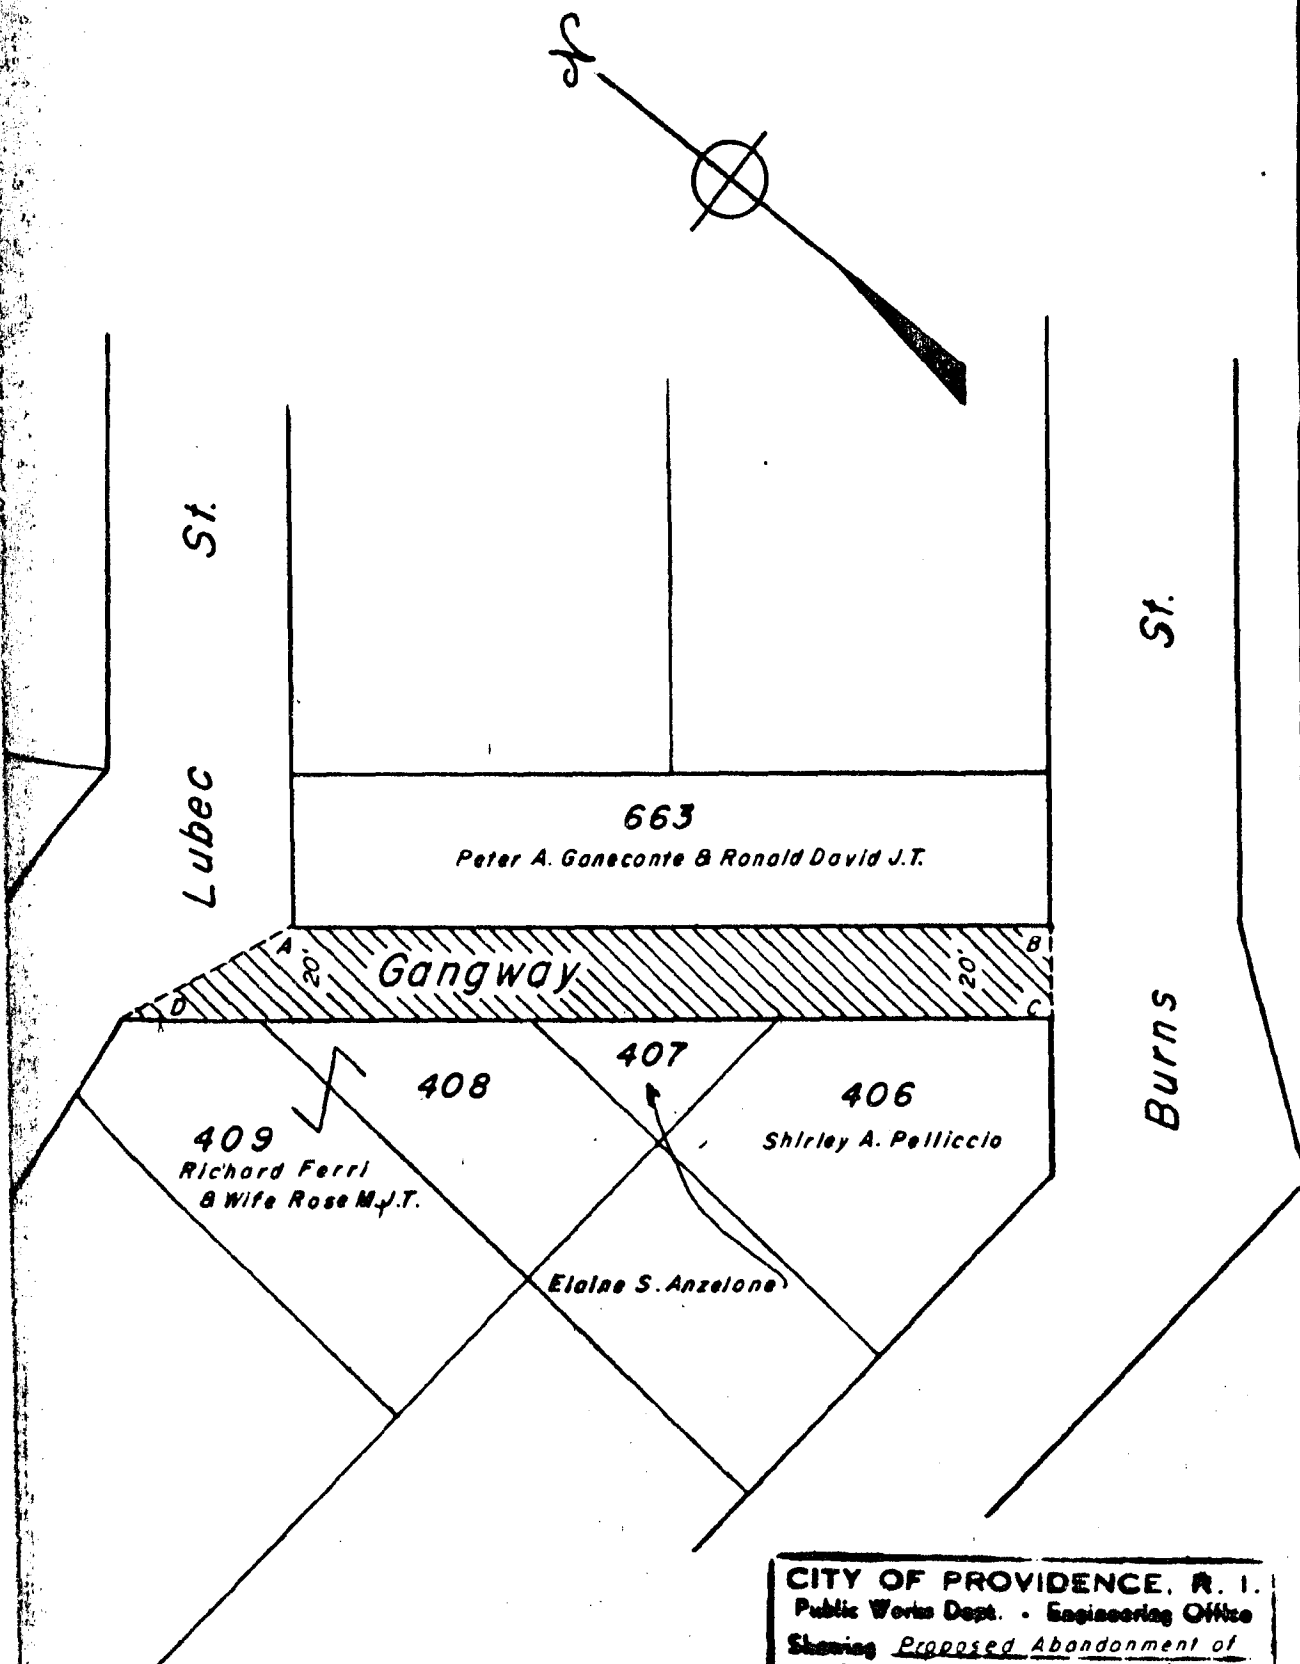 N
St.
St.
Lubec
663
Peter A. Ganeconte & Ronald David J.T.
A
B
20'
Gangway
20'
D
C
Burns
407
408
406
409
Shirley A. Pelliccio
Richard Ferri
& Wife Rose M. J.T.
Elaine S. Anzelone
CITY OF PROVIDENCE, R. I.
Public Works Dept. - Engineering Office
Showing Proposed Abandonment of